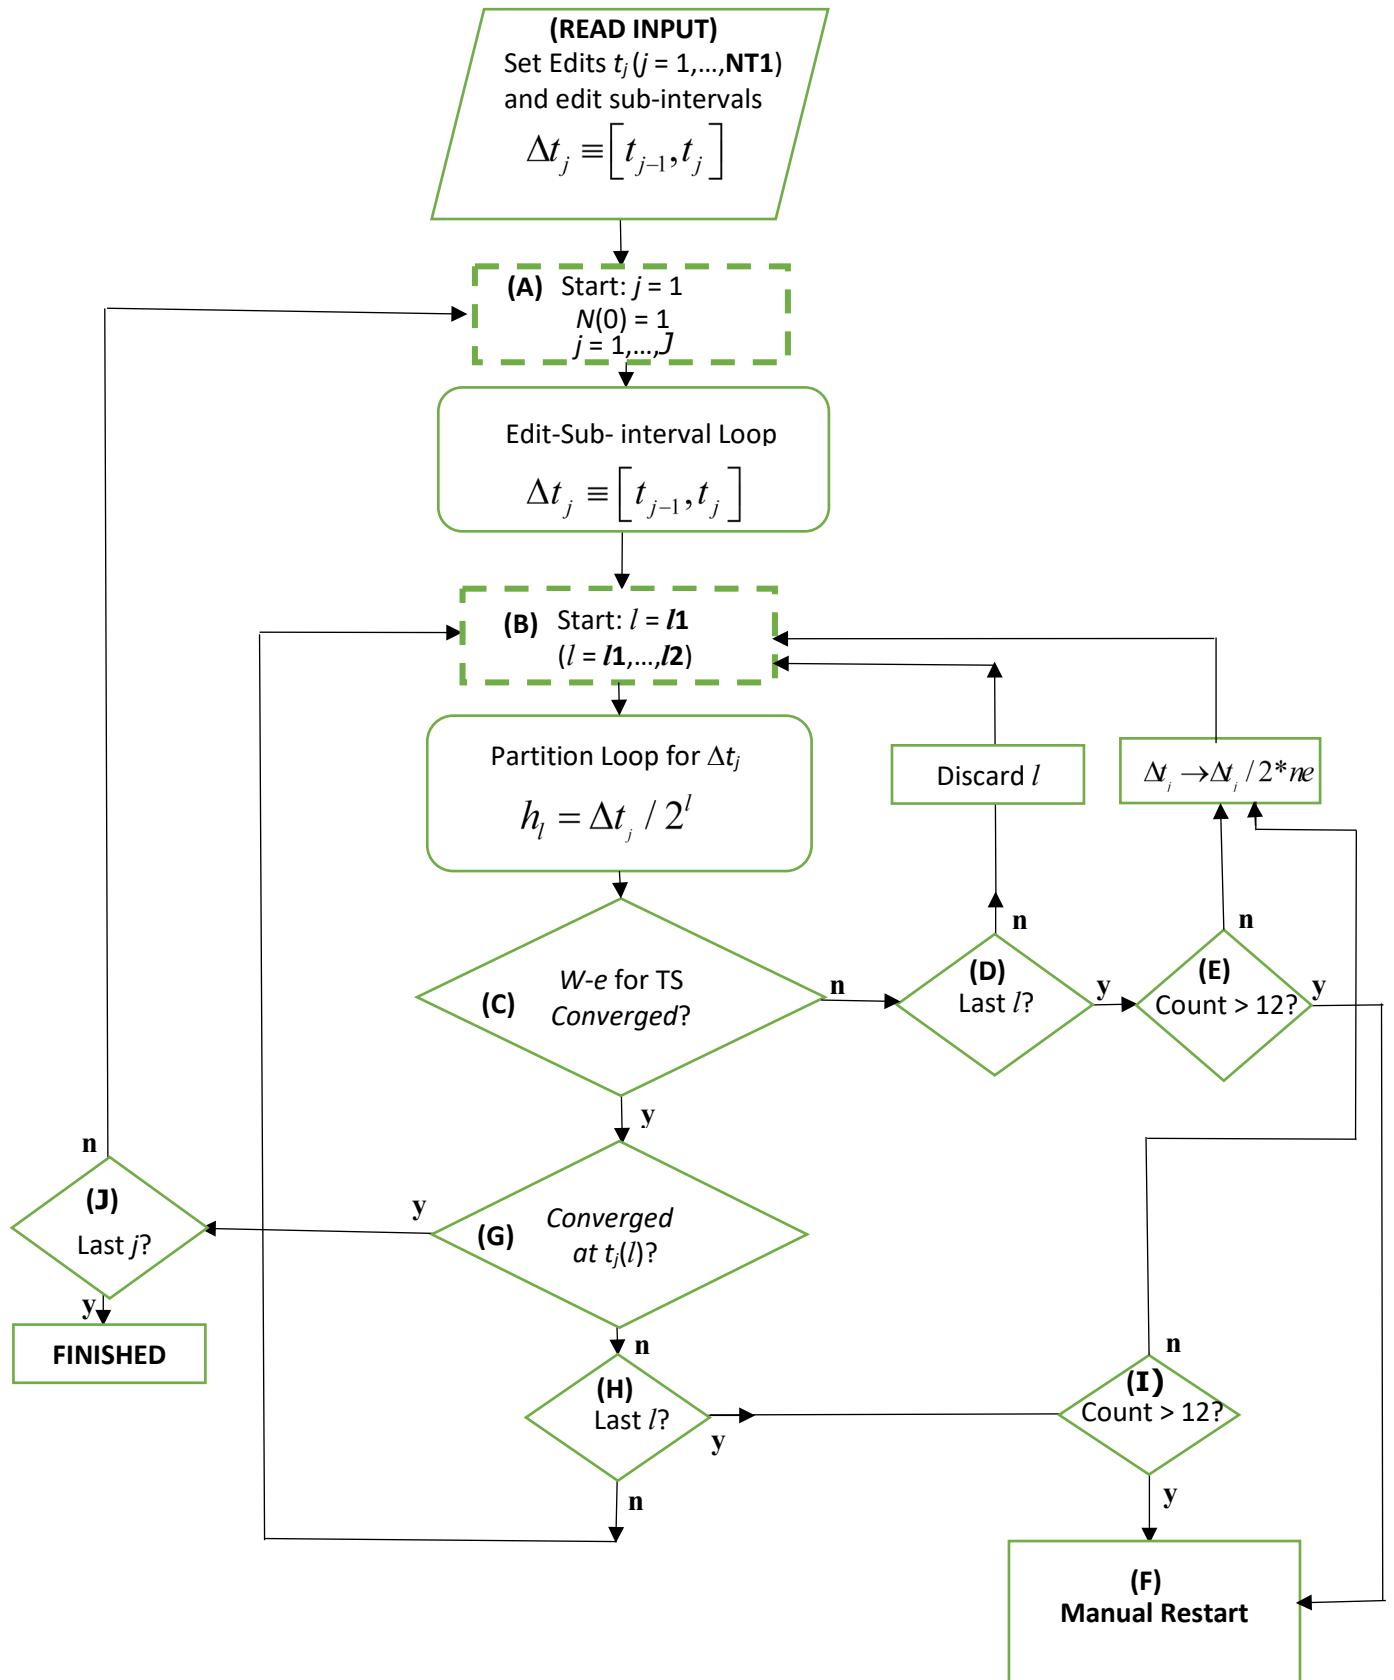 (READ INPUT)
Set Edits tⱼ (j = 1,...,NT1)
and edit sub-intervals
Δtⱼ ≡ [tⱼ₋₁, tⱼ]
(A) Start: j = 1
N(0) = 1
j = 1,...,J
Edit-Sub- interval Loop
Δtⱼ ≡ [tⱼ₋₁, tⱼ]
(B) Start: l = l1
(l = l1,...,l2)
Partition Loop for Δtⱼ
hₗ = Δtⱼ / 2ˡ
Discard l
Δtⱼ → Δtⱼ / 2* ne
(C) W-e for TS
Converged?
n
y
(D)
Last l?
n
y
(E)
Count > 12?
n
y
(G) Converged
at tⱼ(l)?
y
n
(J)
Last j?
n
y
FINISHED
(H)
Last l?
y
n
(I)
Count > 12?
n
y
(F)
Manual Restart